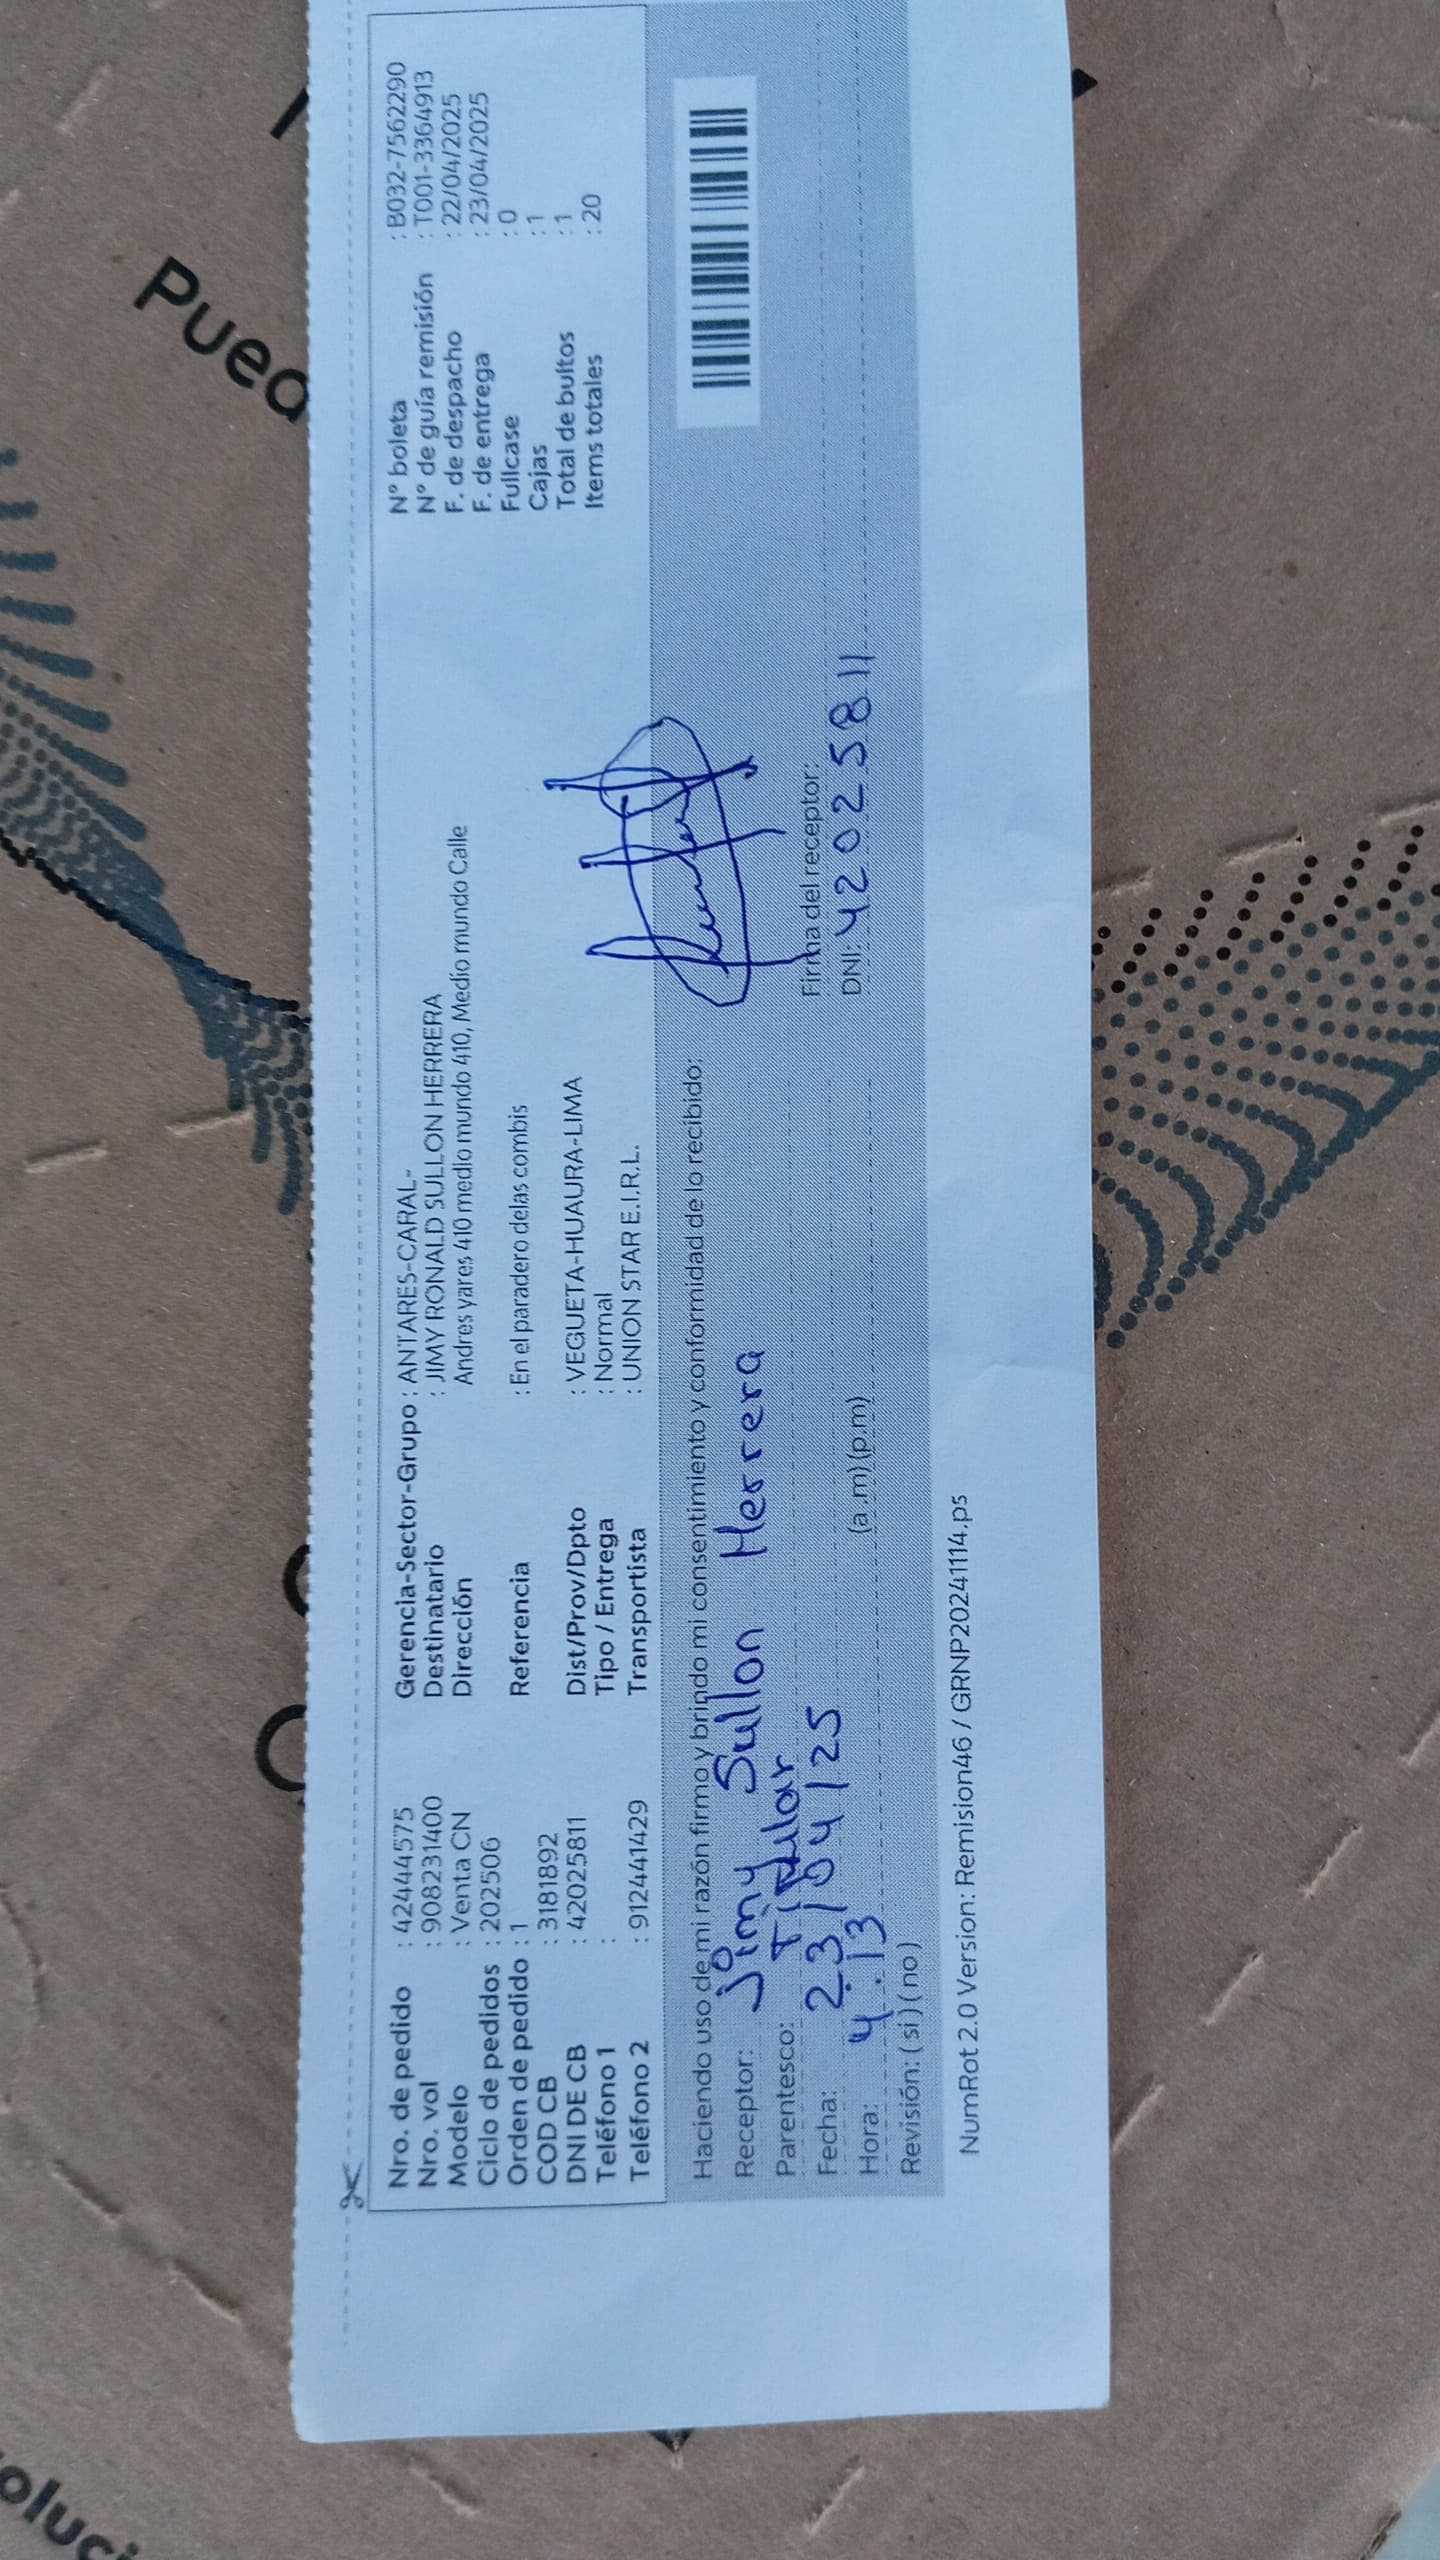 Nro. de pedido : 42444575
Nro. vol : 908231400
Modelo : Venta CN
Ciclo de pedidos : 202506
Orden de pedido : 1
COD CB : 3181892
DNI DE CB : 42025811
Teléfono 1 :
Teléfono 2 : 912441429
Gerencia-Sector-Grupo : ANTARES-CARAL-
Destinatario : JIMY RONALD SULLON HERRERA
Dirección Andres yares 410 medio mundo 410, Medio mundo Calle
Referencia : En el paradero delas combis
Dist/Prov/Dpto : VEGUETA-HUAURA-LIMA
Tipo / Entrega : Normal
Transportista : UNION STAR E.I.R.L.
N° boleta : B032-7562290
N° de guía remisión : T001-3364913
F. de despacho : 22/04/2025
F. de entrega : 23/04/2025
Fullcase : 0
Cajas : 1
Total de bultos : 1
Items totales : 20
Haciendo uso de mi razón firmo y brindo mi consentimiento y conformidad de lo recibido:
Receptor: Jimy Sullon Herrera
Parentesco: Titular
Fecha: 23/04/25
Hora: 4:13 (a.m) (p.m)
Revisión: ( si ) ( no )
Firma del receptor:
DNI: 42025811
NumRot 2.0 Version: Remision46 / GRNP20241114.ps
Pued
oluci